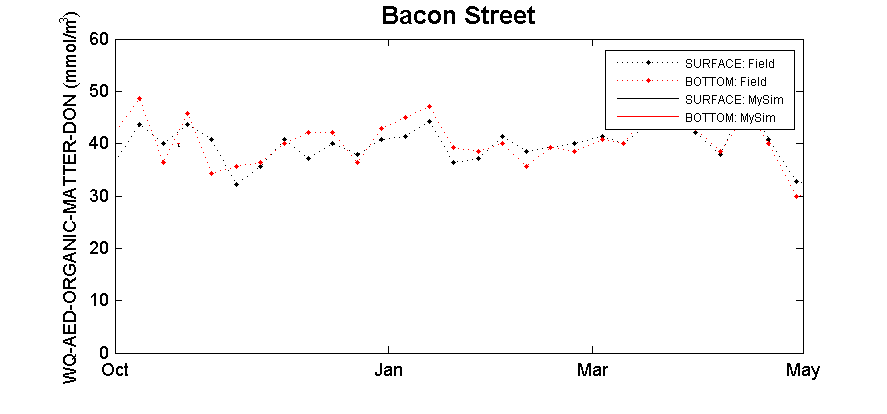 Bacon Street
WQ-AED-ORGANIC-MATTER-DON (mmol/m³)
60
50
40
30
20
10
0
Oct
Jan
Mar
May
SURFACE: Field
BOTTOM: Field
SURFACE: MySim
BOTTOM: MySim